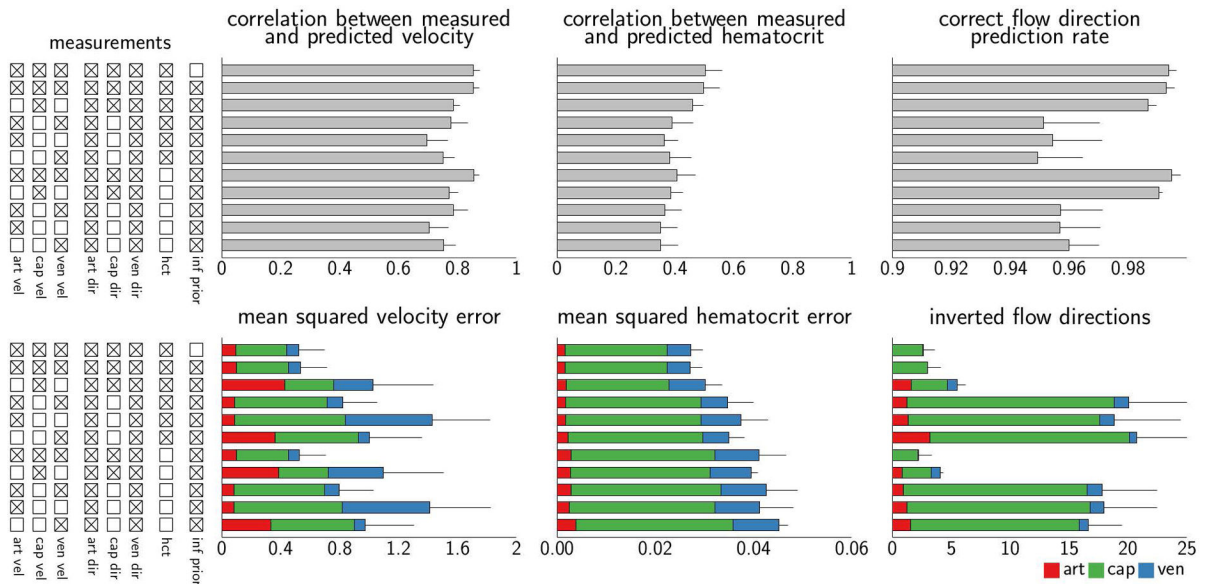 correlation between measured
and predicted velocity
correlation between measured
and predicted hematocrit
correct flow direction
prediction rate
measurements
0 0.2 0.4 0.6 0.8 1
0 0.2 0.4 0.6 0.8 1
0.9 0.92 0.94 0.96 0.98
art vel
cap vel
ven vel
art dir
cap dir
ven dir
hct
inf prior
mean squared velocity error
mean squared hematocrit error
inverted flow directions
0 0.4 0.8 1.2 1.6 2
0.00 0.02 0.04 0.06
0 5 10 15 20 25
art vel
cap vel
ven vel
art dir
cap dir
ven dir
hct
inf prior
art cap ven